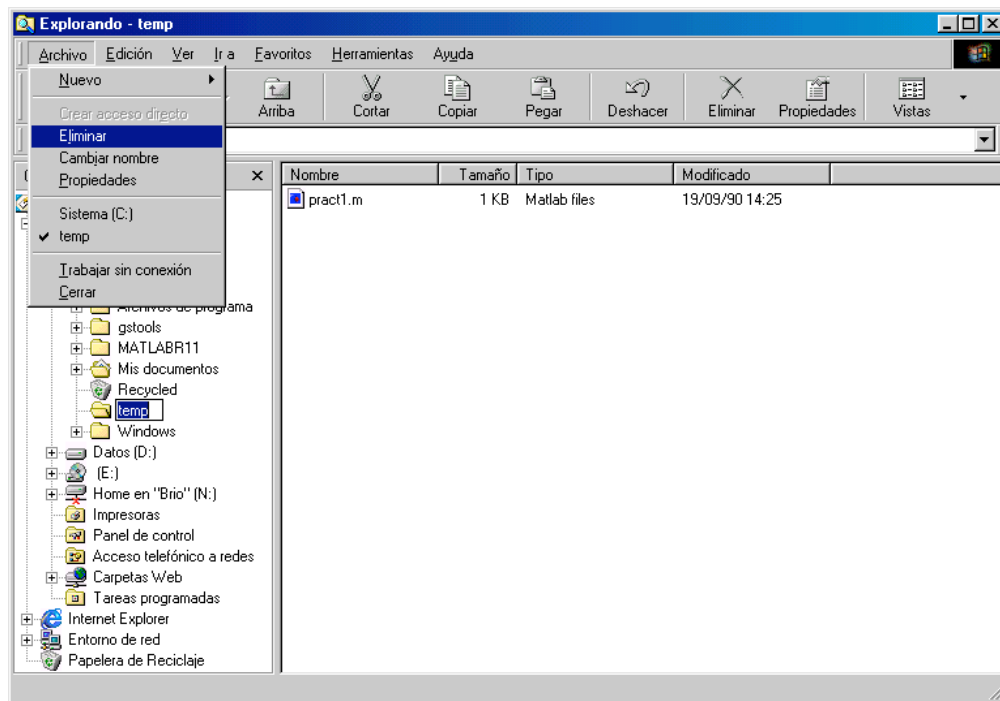 Explorando - temp
Archivo Edición Ver Ir a Favoritos Herramientas Ayuda
Arriba Cortar Copiar Pegar Deshacer Eliminar Propiedades Vistas
Nuevo
Crear acceso directo
Eliminar
Cambiar nombre
Propiedades
Sistema (C:)
temp
Trabajar sin conexión
Cerrar
Nombre Tamaño Tipo Modificado
pract1.m 1 KB Matlab files 19/09/90 14:25
Archivos de programa
gstools
MATLABR11
Mis documentos
Recycled
temp
Windows
Datos (D:)
(E:)
Home en "Brio" (N:)
Impresoras
Panel de control
Acceso telefónico a redes
Carpetas Web
Tareas programadas
Internet Explorer
Entorno de red
Papelera de Reciclaje